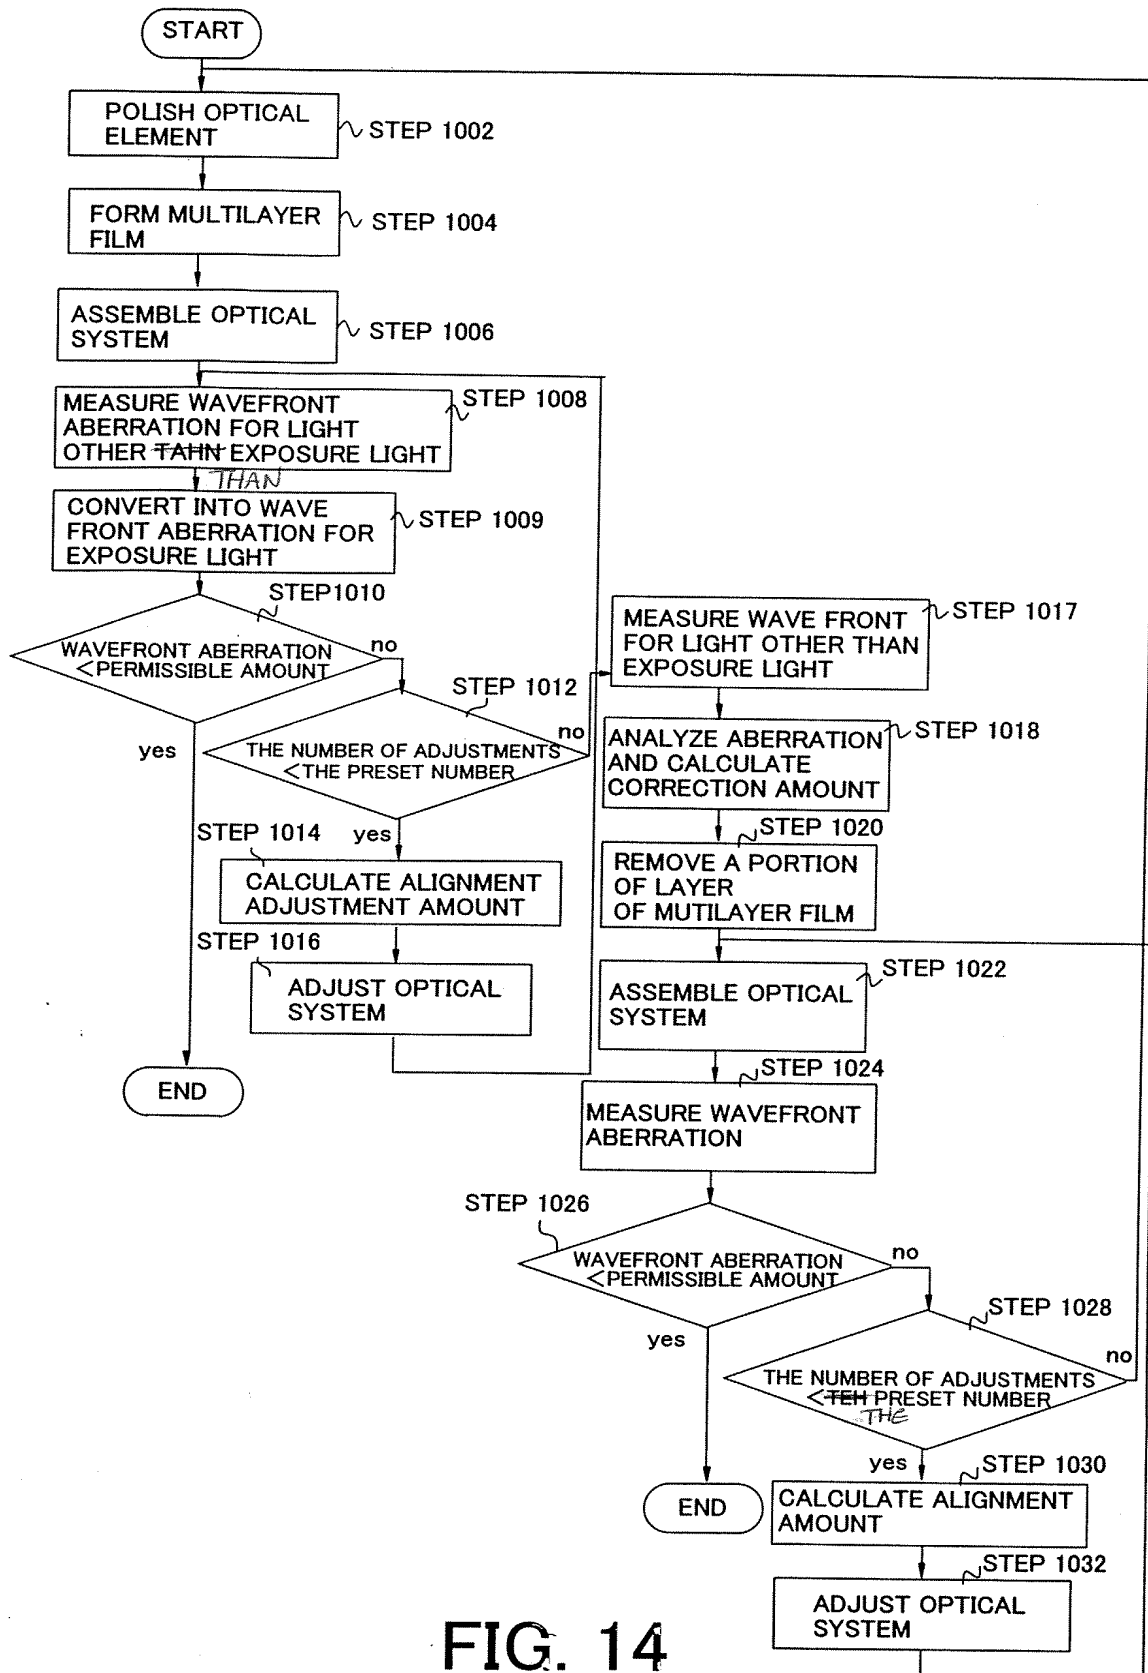 START
POLISH OPTICAL
ELEMENT
STEP 1002
FORM MULTILAYER
FILM
STEP 1004
ASSEMBLE OPTICAL
SYSTEM
STEP 1006
MEASURE WAVEFRONT
ABERRATION FOR LIGHT
OTHER TAHN EXPOSURE LIGHT
THAN
STEP 1008
CONVERT INTO WAVE
FRONT ABERRATION FOR
EXPOSURE LIGHT
STEP 1009
STEP1010
WAVEFRONT ABERRATION
<PERMISSIBLE AMOUNT
no
yes
STEP 1012
THE NUMBER OF ADJUSTMENTS
<THE PRESET NUMBER
no
yes
STEP 1014
CALCULATE ALIGNMENT
ADJUSTMENT AMOUNT
STEP 1016
ADJUST OPTICAL
SYSTEM
END
MEASURE WAVE FRONT
FOR LIGHT OTHER THAN
EXPOSURE LIGHT
STEP 1017
ANALYZE ABERRATION
AND CALCULATE
CORRECTION AMOUNT
STEP 1018
STEP 1020
REMOVE A PORTION
OF LAYER
OF MUTILAYER FILM
ASSEMBLE OPTICAL
SYSTEM
STEP 1022
STEP 1024
MEASURE WAVEFRONT
ABERRATION
STEP 1026
WAVEFRONT ABERRATION
<PERMISSIBLE AMOUNT
no
yes
STEP 1028
THE NUMBER OF ADJUSTMENTS
<TEH PRESET NUMBER
THE
no
yes
END
STEP 1030
CALCULATE ALIGNMENT
AMOUNT
STEP 1032
ADJUST OPTICAL
SYSTEM
FIG. 14